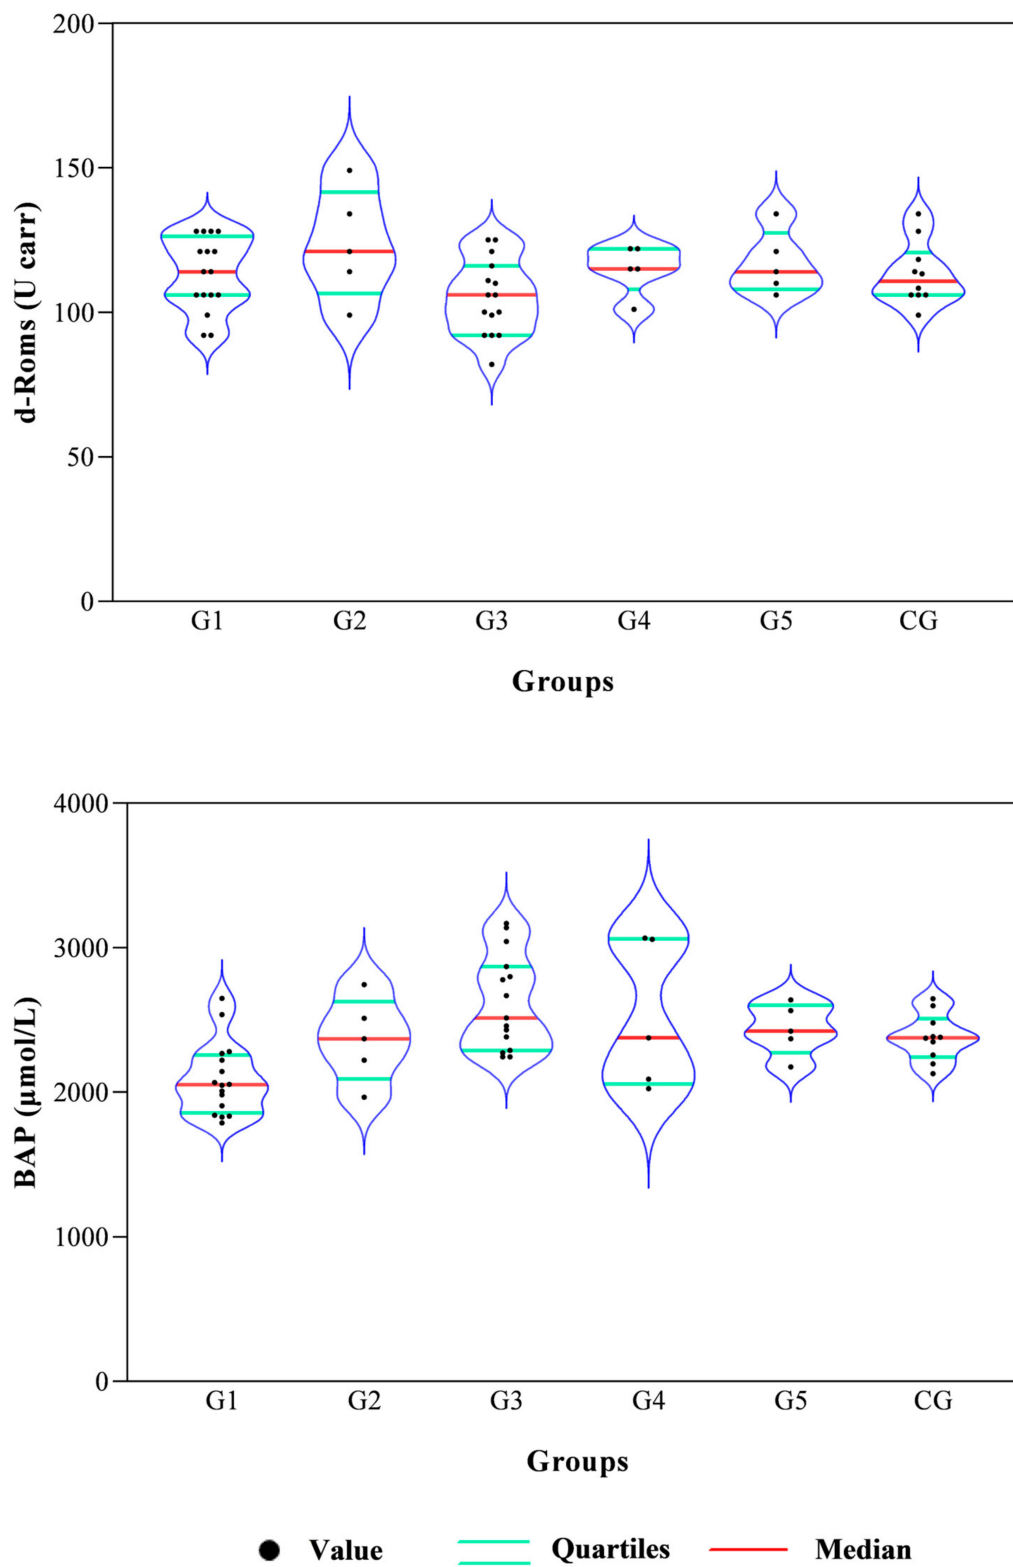 200
150
100
50
0
d-Roms (U carr)
G1 G2 G3 G4 G5 CG
Groups
4000
3000
2000
1000
0
BAP (µmol/L)
G1 G2 G3 G4 G5 CG
Groups
Value Quartiles Median